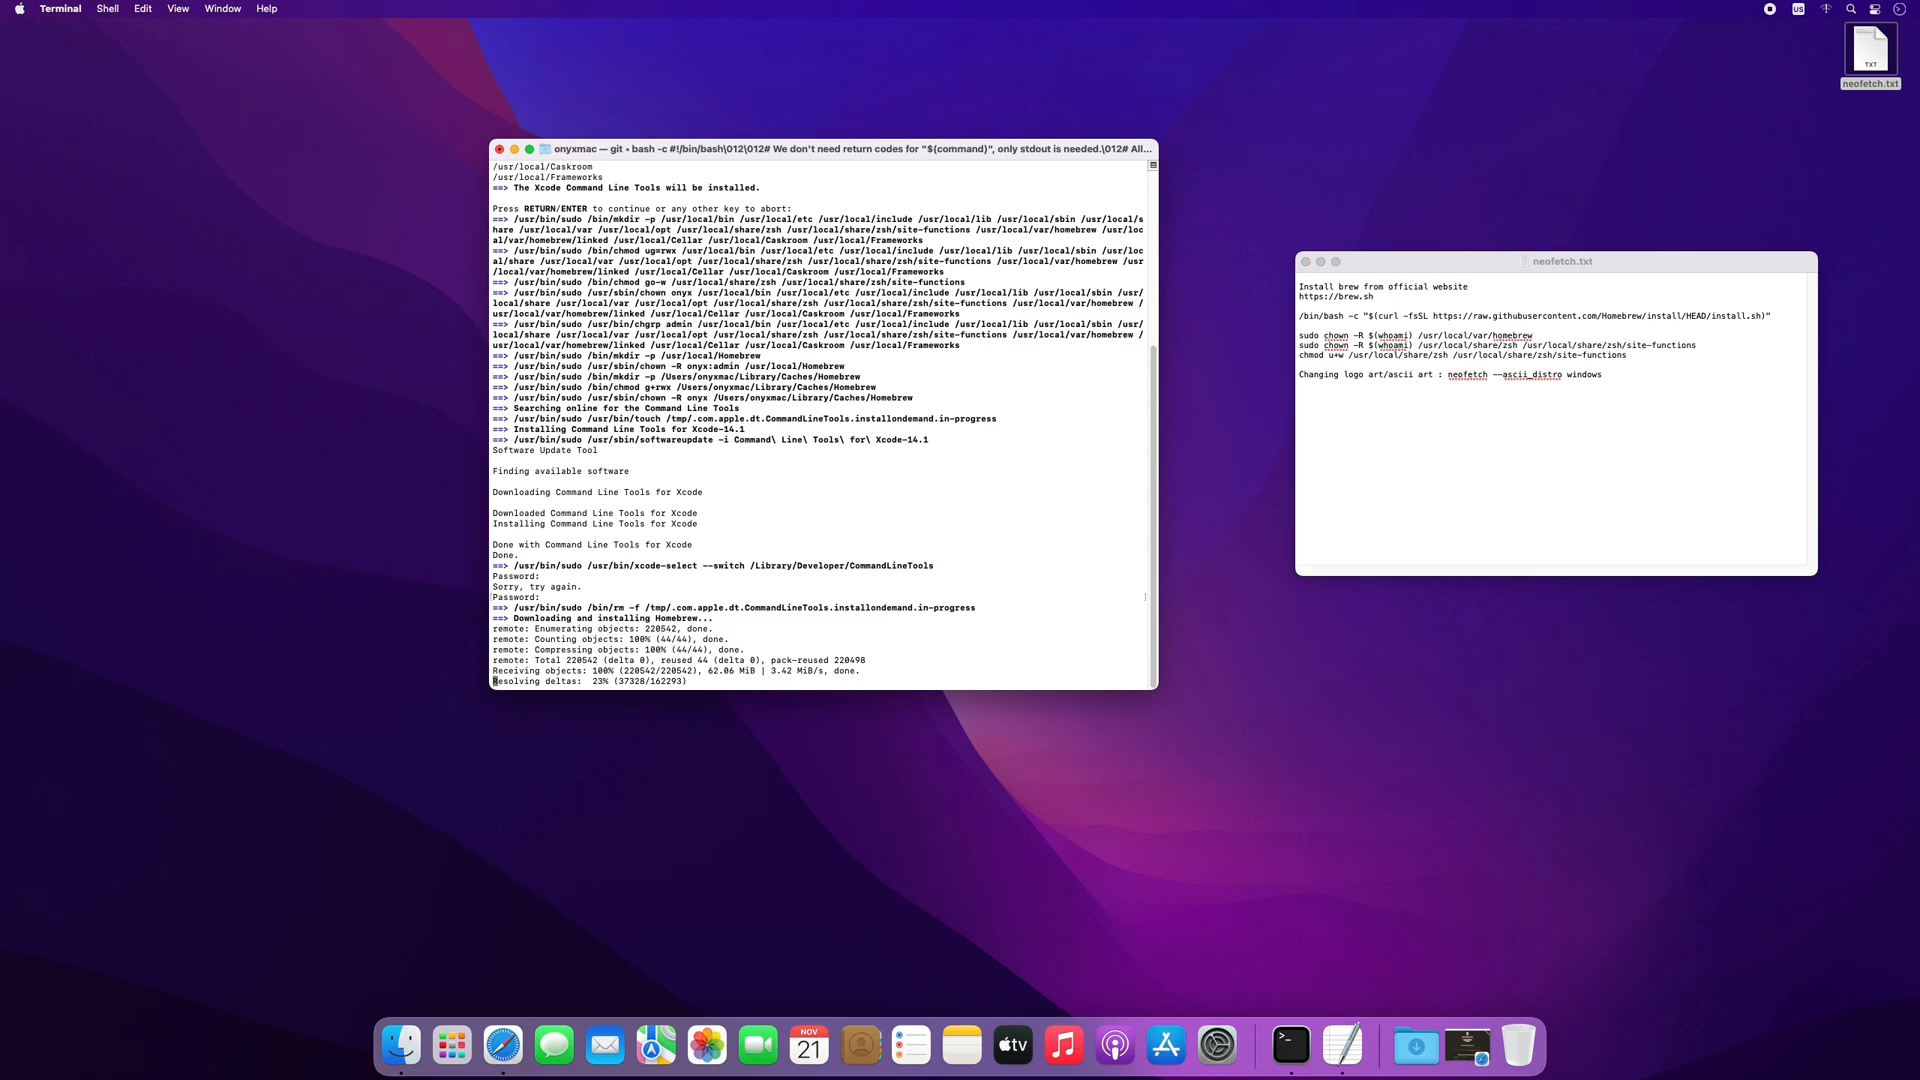 Terminal Shell Edit View Window Help
US
TXT
neofetch.txt
onyxmac — git • bash -c #!/bin/bash\012\012# We don't need return codes for "$(command)", only stdout is needed.\012# All...
/usr/local/Caskroom
/usr/local/Frameworks
==> The Xcode Command Line Tools will be installed.
Press RETURN/ENTER to continue or any other key to abort:
==> /usr/bin/sudo /bin/mkdir -p /usr/local/bin /usr/local/etc /usr/local/include /usr/local/lib /usr/local/sbin /usr/local/s
hare /usr/local/var /usr/local/opt /usr/local/share/zsh /usr/local/share/zsh/site-functions /usr/local/var/homebrew /usr/loc
al/var/homebrew/linked /usr/local/Cellar /usr/local/Caskroom /usr/local/Frameworks
==> /usr/bin/sudo /bin/chmod ug=rwx /usr/local/bin /usr/local/etc /usr/local/include /usr/local/lib /usr/local/sbin /usr/loc
al/share /usr/local/var /usr/local/opt /usr/local/share/zsh /usr/local/share/zsh/site-functions /usr/local/var/homebrew /usr
/local/var/homebrew/linked /usr/local/Cellar /usr/local/Caskroom /usr/local/Frameworks
==> /usr/bin/sudo /bin/chmod go-w /usr/local/share/zsh /usr/local/share/zsh/site-functions
==> /usr/bin/sudo /usr/sbin/chown onyx /usr/local/bin /usr/local/etc /usr/local/include /usr/local/lib /usr/local/sbin /usr/
local/share /usr/local/var /usr/local/opt /usr/local/share/zsh /usr/local/share/zsh/site-functions /usr/local/var/homebrew /
usr/local/var/homebrew/linked /usr/local/Cellar /usr/local/Caskroom /usr/local/Frameworks
==> /usr/bin/sudo /usr/bin/chgrp admin /usr/local/bin /usr/local/etc /usr/local/include /usr/local/lib /usr/local/sbin /usr/
local/share /usr/local/var /usr/local/opt /usr/local/share/zsh /usr/local/share/zsh/site-functions /usr/local/var/homebrew /
usr/local/var/homebrew/linked /usr/local/Cellar /usr/local/Caskroom /usr/local/Frameworks
==> /usr/bin/sudo /bin/mkdir -p /usr/local/Homebrew
==> /usr/bin/sudo /usr/sbin/chown -R onyx:admin /usr/local/Homebrew
==> /usr/bin/sudo /bin/mkdir -p /Users/onyxmac/Library/Caches/Homebrew
==> /usr/bin/sudo /bin/chmod g+rwx /Users/onyxmac/Library/Caches/Homebrew
==> /usr/bin/sudo /usr/sbin/chown -R onyx /Users/onyxmac/Library/Caches/Homebrew
==> Searching online for the Command Line Tools
==> /usr/bin/sudo /usr/bin/touch /tmp/.com.apple.dt.CommandLineTools.installondemand.in-progress
==> Installing Command Line Tools for Xcode-14.1
==> /usr/bin/sudo /usr/sbin/softwareupdate -i Command\ Line\ Tools\ for\ Xcode-14.1
Software Update Tool
Finding available software
Downloading Command Line Tools for Xcode
Downloaded Command Line Tools for Xcode
Installing Command Line Tools for Xcode
Done with Command Line Tools for Xcode
Done.
==> /usr/bin/sudo /usr/bin/xcode-select --switch /Library/Developer/CommandLineTools
Password:
Sorry, try again.
[Password: ]
==> /usr/bin/sudo /bin/rm -f /tmp/.com.apple.dt.CommandLineTools.installondemand.in-progress
==> Downloading and installing Homebrew...
remote: Enumerating objects: 220542, done.
remote: Counting objects: 100% (44/44), done.
remote: Compressing objects: 100% (44/44), done.
remote: Total 220542 (delta 0), reused 44 (delta 0), pack-reused 220498
Receiving objects: 100% (220542/220542), 62.06 MiB | 3.42 MiB/s, done.
Resolving deltas:  23% (37328/162293)
neofetch.txt
Install brew from official website
https://brew.sh
/bin/bash -c "$(curl -fsSL https://raw.githubusercontent.com/Homebrew/install/HEAD/install.sh)"
sudo chown -R $(whoami) /usr/local/var/homebrew
sudo chown -R $(whoami) /usr/local/share/zsh /usr/local/share/zsh/site-functions
chmod u+w /usr/local/share/zsh /usr/local/share/zsh/site-functions
Changing logo art/ascii art : neofetch --ascii_distro windows
NOV
21
tv
>_